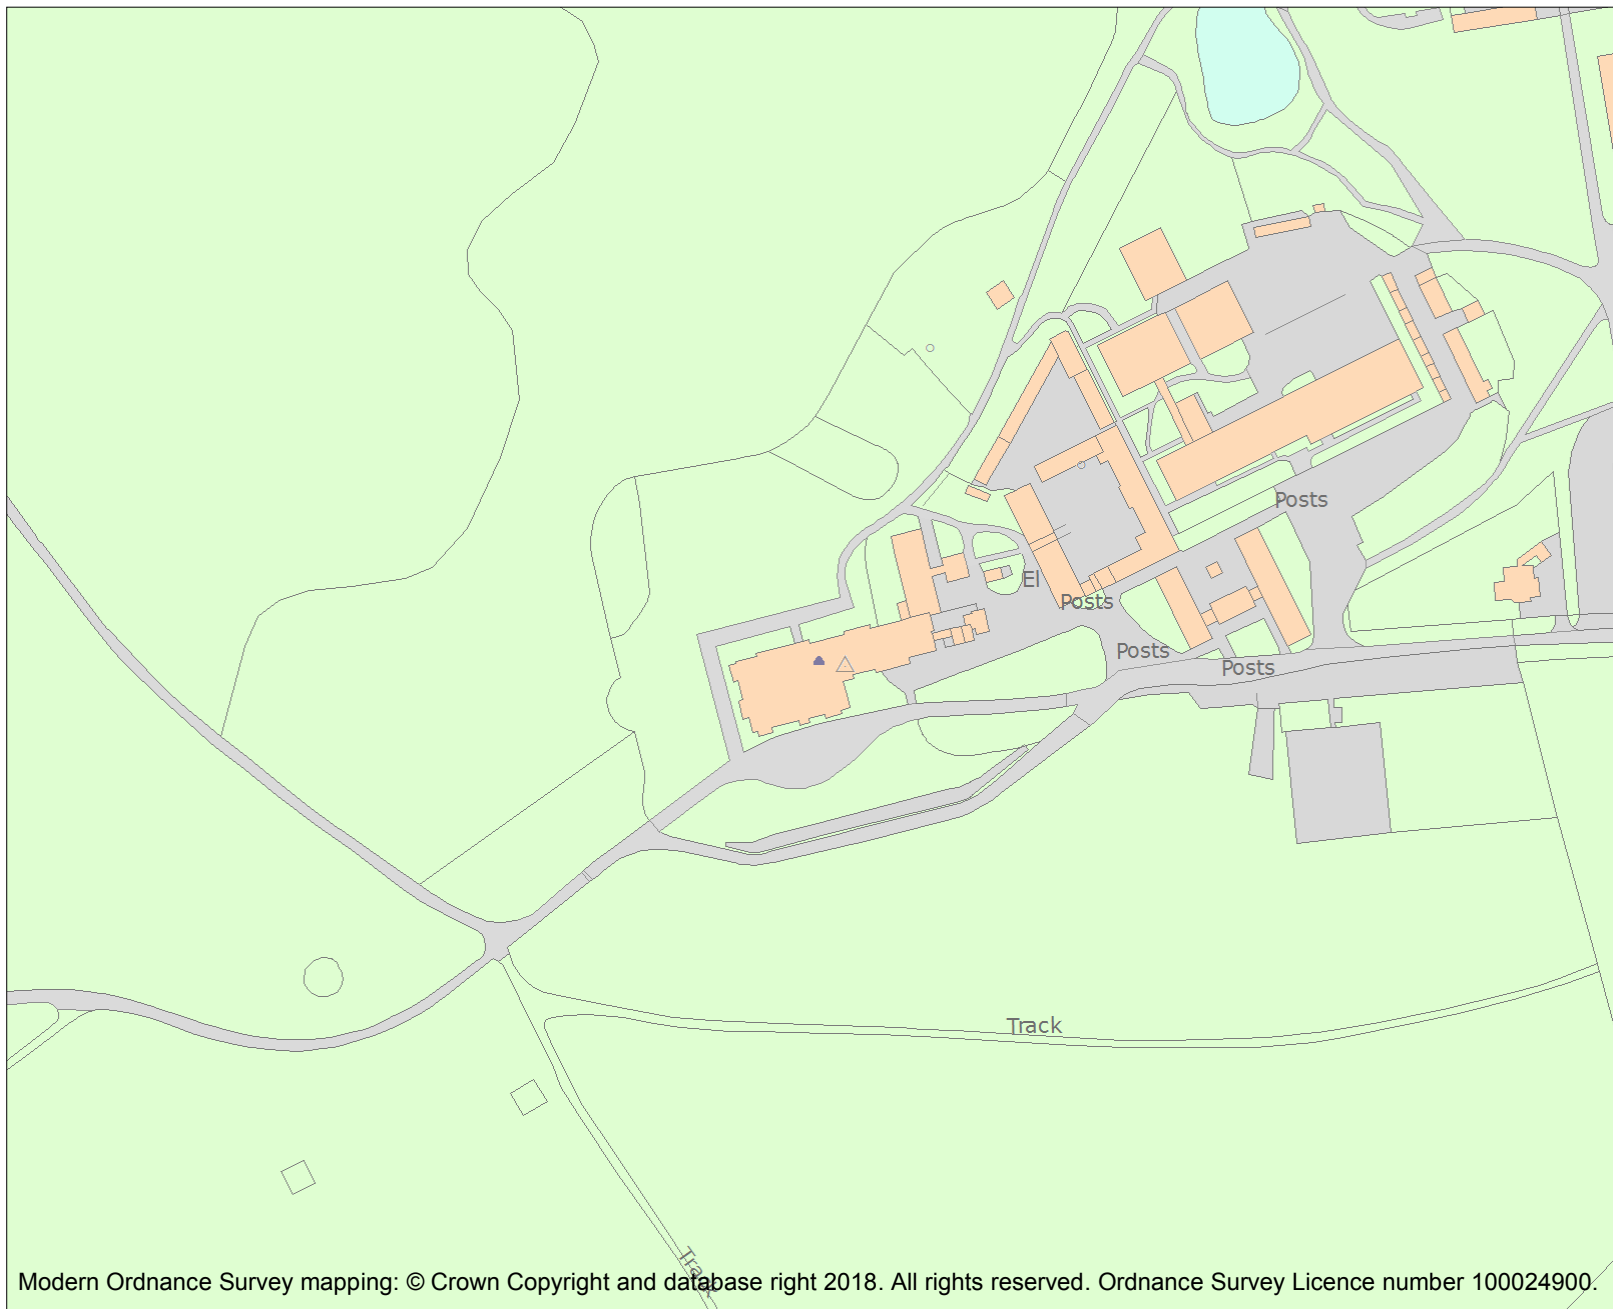 Posts
El
Posts
Posts
Posts
Track
Track
Modern Ordnance Survey mapping: © Crown Copyright and database right 2018. All rights reserved. Ordnance Survey Licence number 100024900.